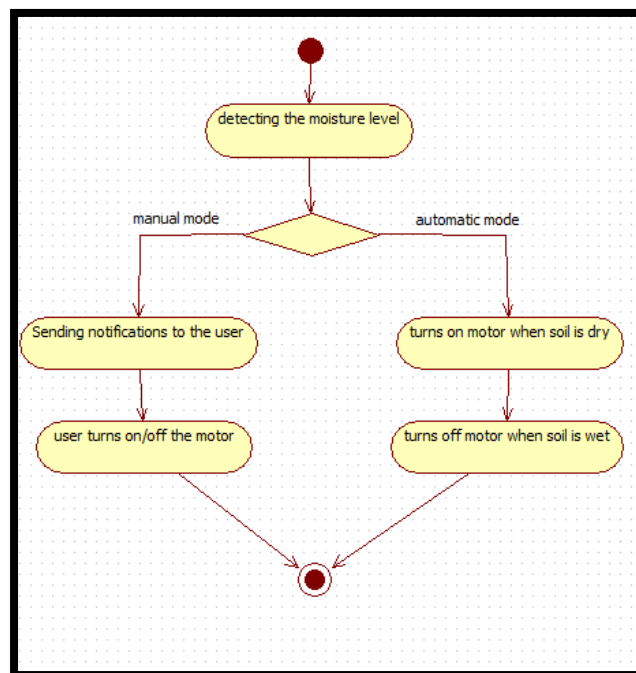 detecting the moisture level
manual mode
automatic mode
Sending notifications to the user
turns on motor when soil is dry
user turns on/off the motor
turns off motor when soil is wet